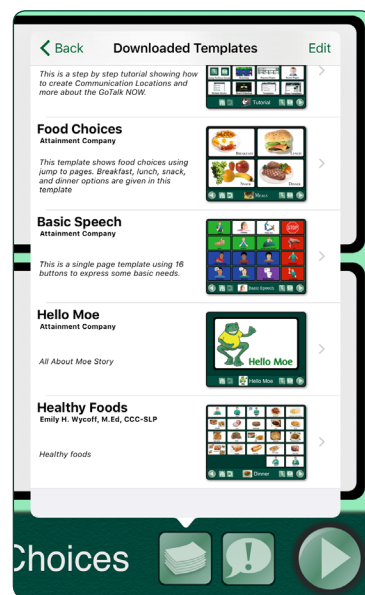 Back
Downloaded Templates
Edit
This is a step by step tutorial showing how
to create Communication Locations and
more about the GoTalk NOW.
Tutorial
Food Choices
Attainment Company
This template shows food choices using
jump to pages. Breakfast, lunch, snack,
and dinner options are given in this
template
Breakfast
Lunch
Snack
Dinner
Basic Speech
Attainment Company
This is a single page template using 16
buttons to express some basic needs.
STOP
Basic Speech
Hello Moe
Attainment Company
All About Moe Story
Hello Moe
Hello Moe
Healthy Foods
Emily H. Wycoff, M.Ed, CCC-SLP
Healthy foods
Dinner
Choices